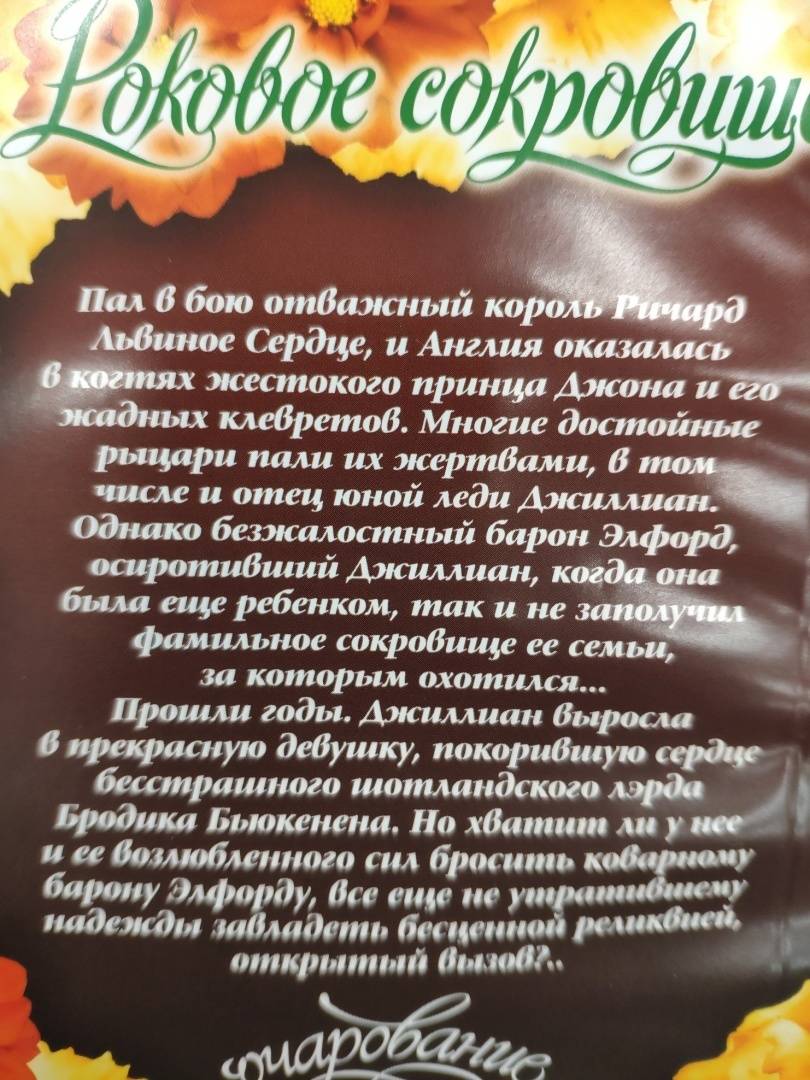 Роковое сокровище
Пал в бою отважный король Ричард
Львиное Сердце, и Англия оказалась
в когтях жестокого принца Джона и его
жадных клевретов. Многие достойные
рыцари пали их жертвами, в том
числе и отец юной леди Джиллиан.
Однако безжалостный барон Элфорд,
осиротивший Джиллиан, когда она
была еще ребенком, так и не заполучил
фамильное сокровище ее семьи,
за которым охотился...
Прошли годы. Джиллиан выросла
в прекрасную девушку, покорившую сердце
бесстрашного шотландского лэрда
Бродика Бьюкенена. Но хватит ли у нее
и ее возлюбленного сил бросить коварному
барону Элфорду, все еще не утратившему
надежды завладеть бесценной реликвией,
открытый вызов?..
Очарование